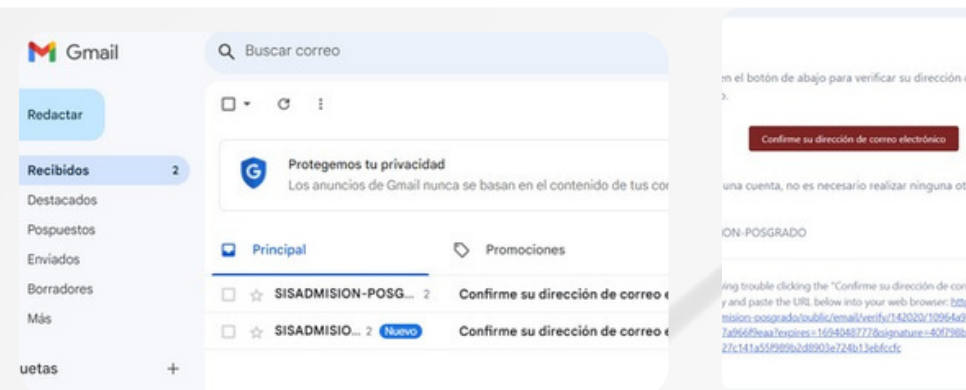 Gmail
Buscar correo
Redactar
Recibidos 2
Destacados
Pospuestos
Enviados
Borradores
Más
uetas +
Protegemos tu privacidad
Los anuncios de Gmail nunca se basan en el contenido de tus
Principal
Promociones
SISADMISION-POSG... 2 Confirme su dirección de correo
SISADMISIO... 2 Nuevo Confirme su dirección de correo
en el botón de abajo para verificar su dirección
Confirme su dirección de correo electrónico
una cuenta, no es necesario realizar ninguna
ON-POSGRADO
ing trouble clicking the "Confirme su dirección de
and paste the URL below into your web browser:
mision-posgrado/public/email/verify/142020/10964a9
7a966f9eaa?expires=1694048777&signature=40f798b
27c141a55f989b2d8903e724b13ebfccfc